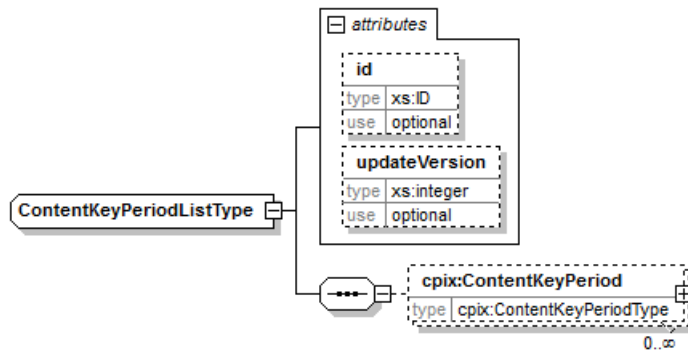 attributes
id
type xs:ID
use optional
updateVersion
type xs:integer
use optional
ContentKeyPeriodListType
cpix:ContentKeyPeriod
type cpix:ContentKeyPeriodType
0..∞